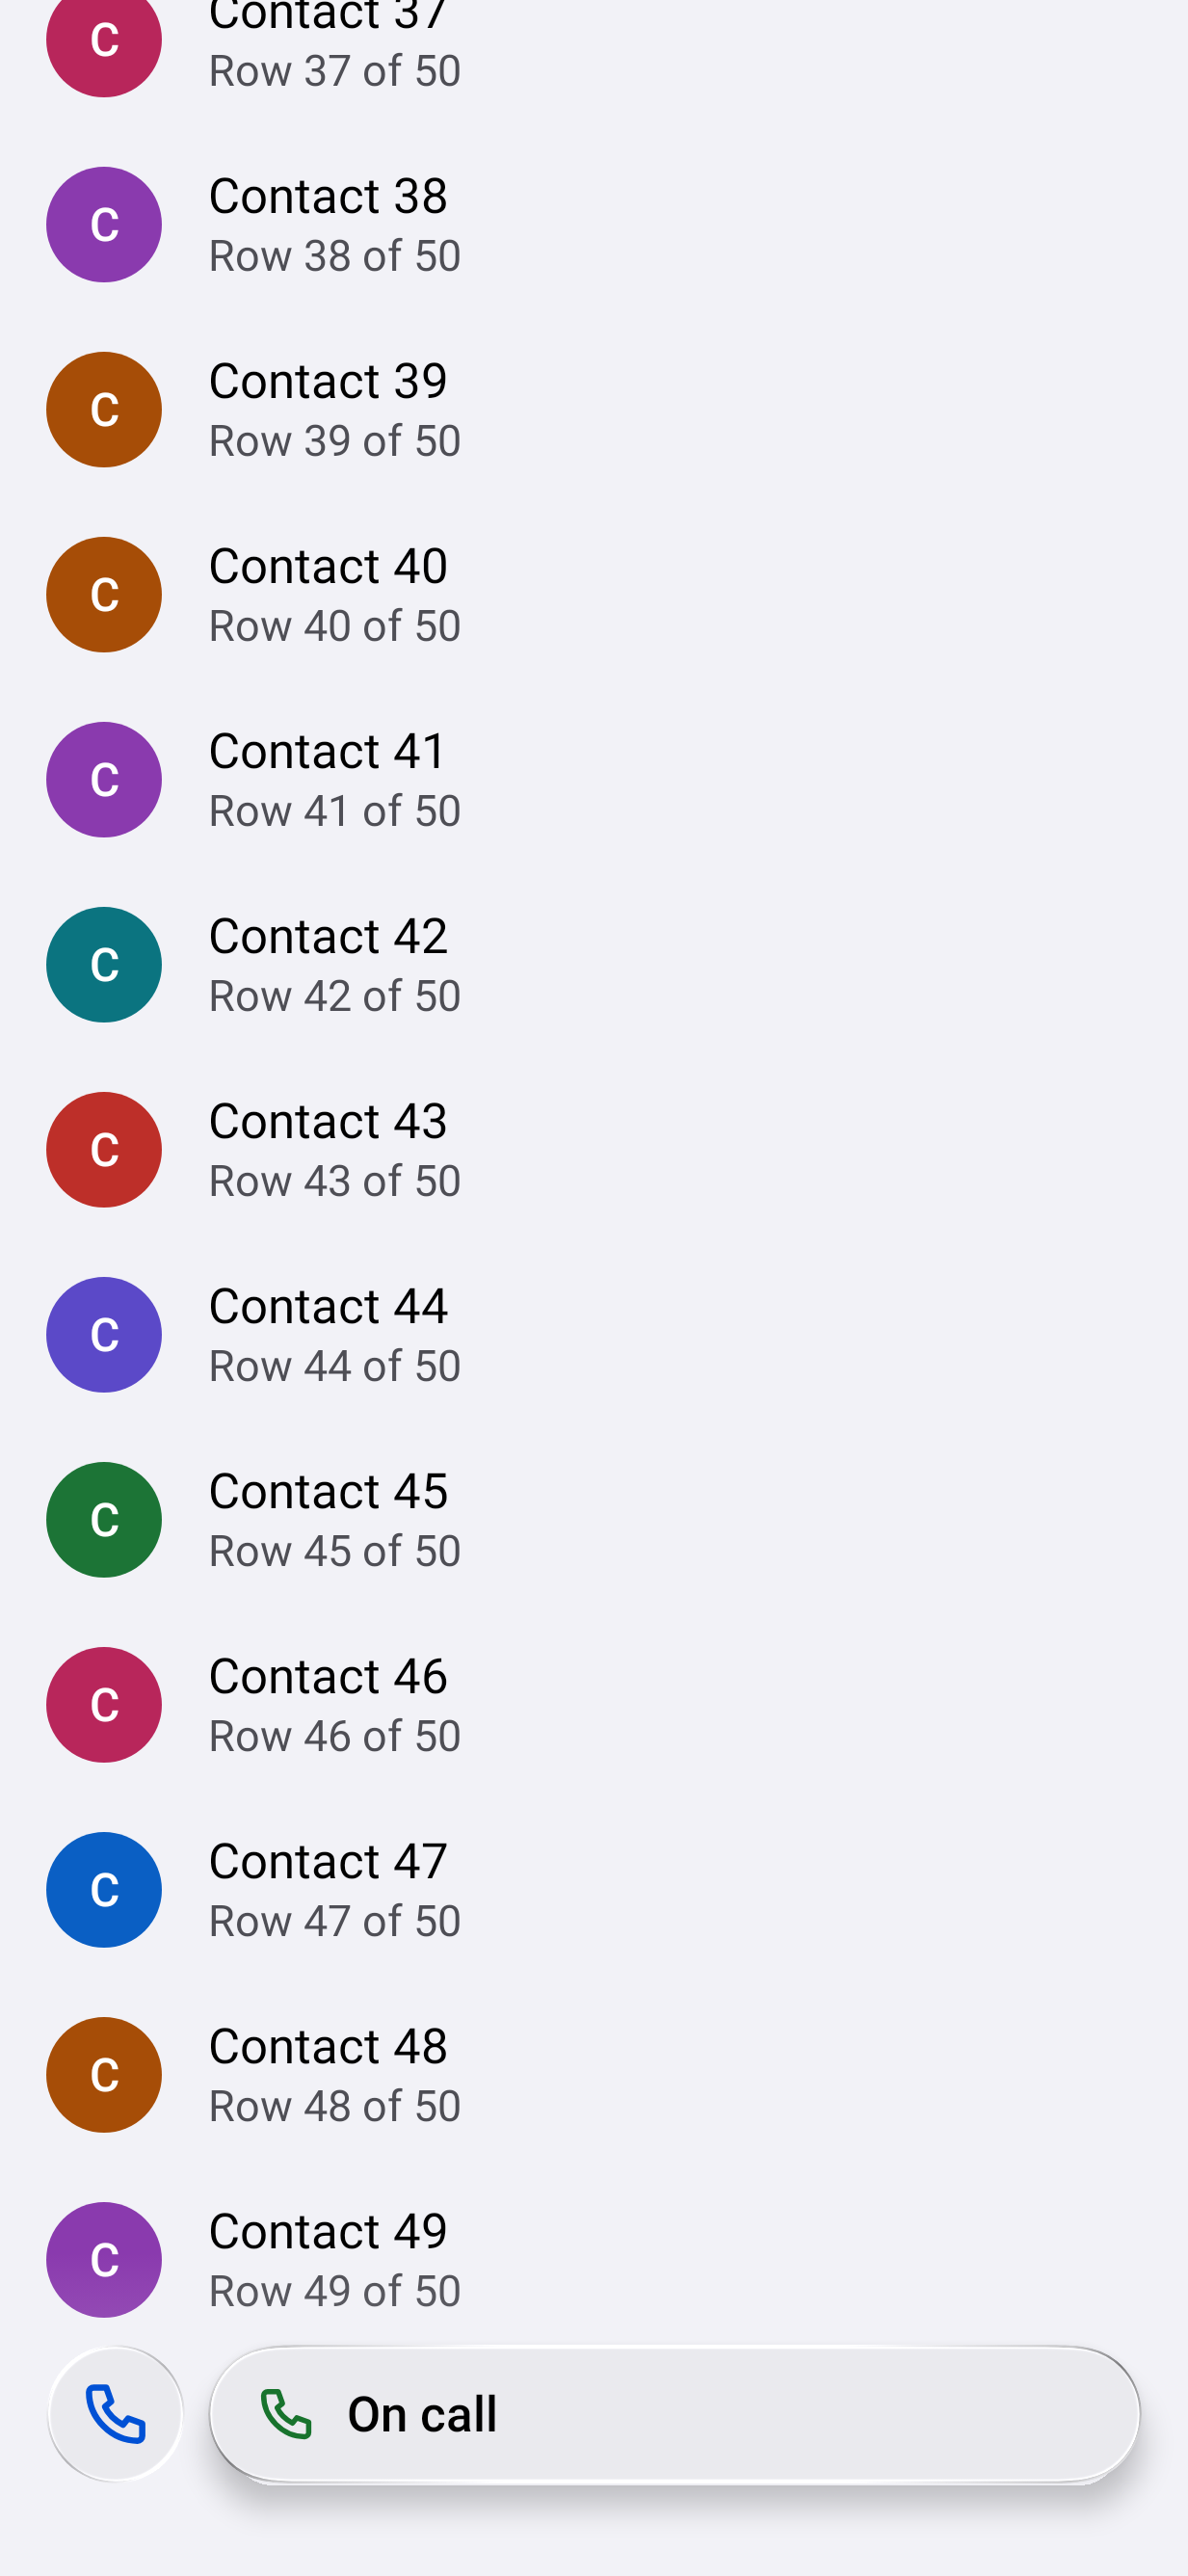 Contact 37
C
Row 37 of 50
Contact 38
C
Row 38 of 50
Contact 39
C
Row 39 of 50
Contact 40
C
Row 40 of 50
Contact 41
C
Row 41 of 50
Contact 42
C
Row 42 of 50
Contact 43
C
Row 43 of 50
Contact 44
C
Row 44 of 50
Contact 45
C
Row 45 of 50
Contact 46
C
Row 46 of 50
Contact 47
C
Row 47 of 50
Contact 48
C
Row 48 of 50
Contact 49
C
Row 49 of 50
On call